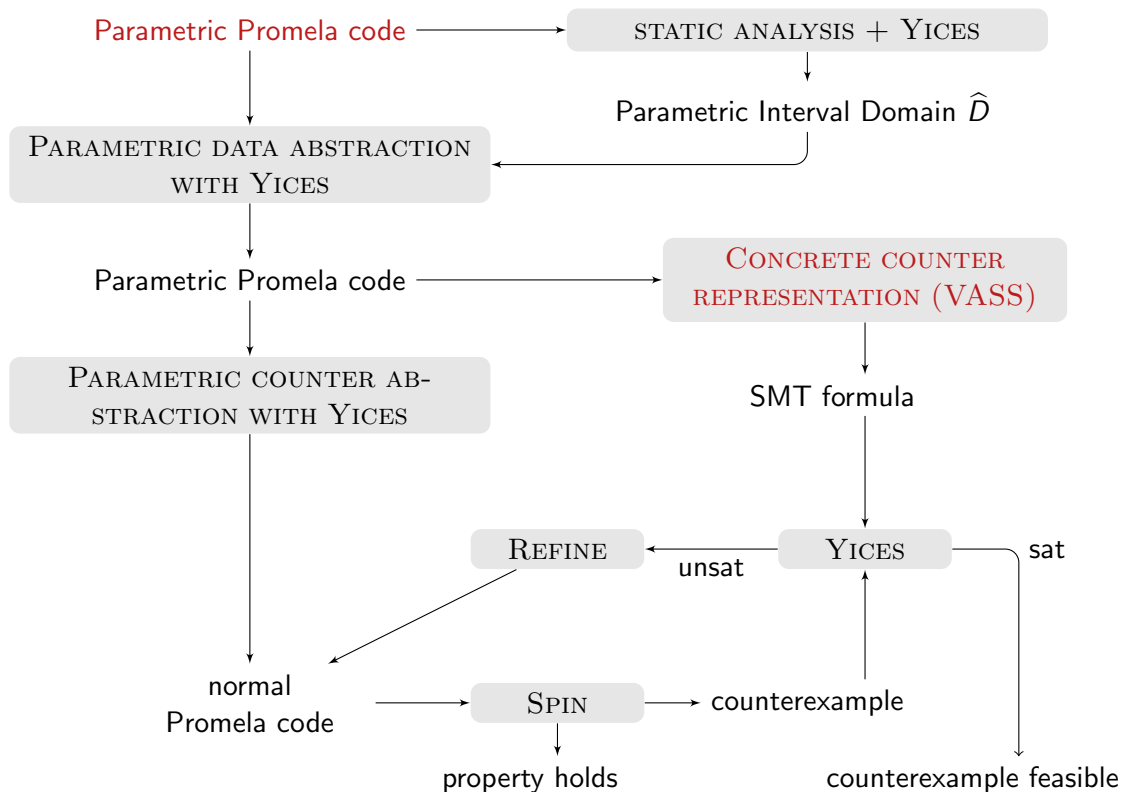 Parametric Promela code
STATIC ANALYSIS + YICES
Parametric Interval Domain D̂
PARAMETRIC DATA ABSTRACTION
WITH YICES
Parametric Promela code
CONCRETE COUNTER
REPRESENTATION (VASS)
PARAMETRIC COUNTER AB-
STRACTION WITH YICES
SMT formula
REFINE
unsat
YICES
sat
normal
Promela code
SPIN
counterexample
property holds
counterexample feasible